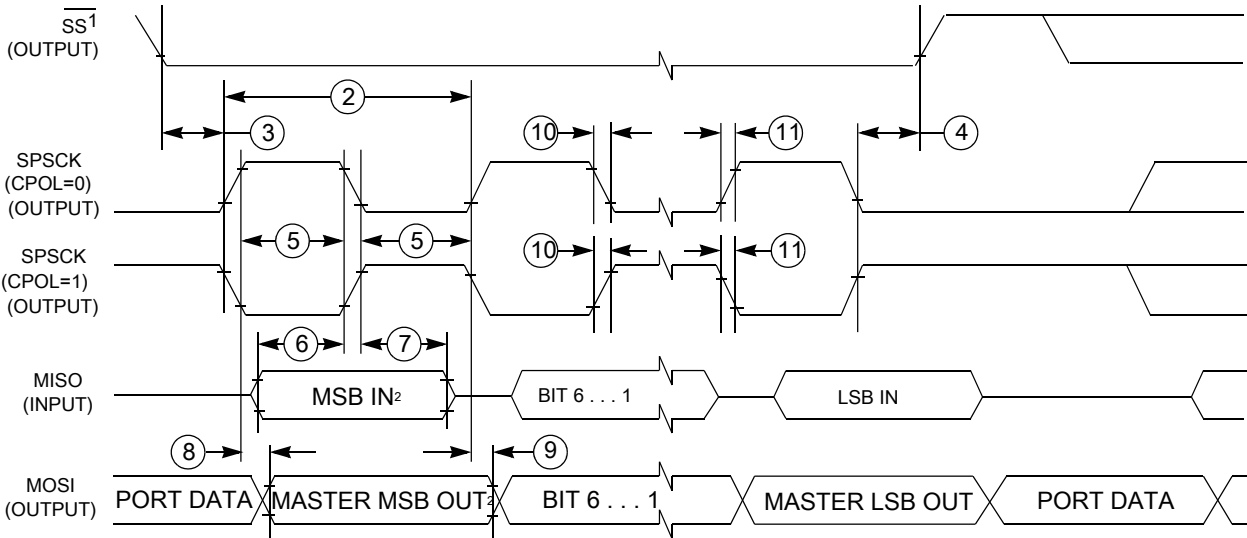 SS1
(OUTPUT)
2
3
10
11
4
SPSCK
(CPOL=0)
(OUTPUT)
5
5
SPSCK
(CPOL=1)
(OUTPUT)
10
11
6
7
MISO
(INPUT)
MSB IN2
BIT 6 . . . 1
LSB IN
8
9
MOSI
(OUTPUT)
PORT DATA
MASTER MSB OUT2
BIT 6 . . . 1
MASTER LSB OUT
PORT DATA